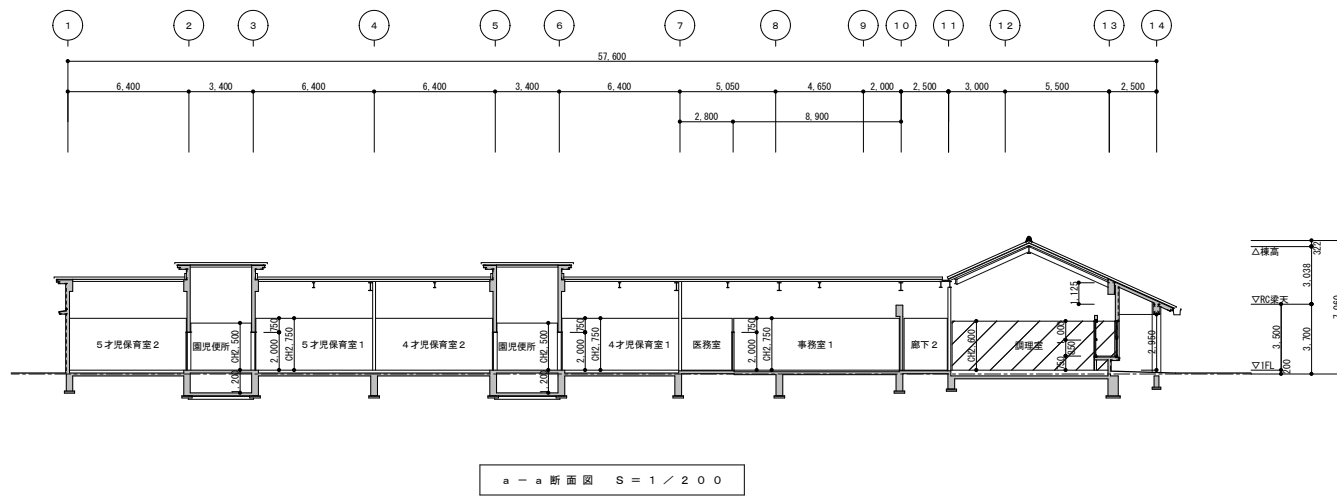 1 2 3 4 5 6 7 8 9 10 11 12 13 14
57,600
6,400 3,400 6,400 6,400 3,400 6,400 5,050 4,650 2,000 2,500 3,000 5,500 2,500
2,800 8,900
△棟高
322
3,038
1,125
▽RC梁天
3,500
3,700
▽1FL
200
5才児保育室2
園児便所
CH2,500
200
750
2,000
CH2,750
5才児保育室1
4才児保育室2
園児便所
CH2,500
200
750
2,000
CH2,750
4才児保育室1
医務室
750
2,000
CH2,750
事務室1
廊下2
CH2,600
調理室
850
2,950
a-a断面図 S=1/200